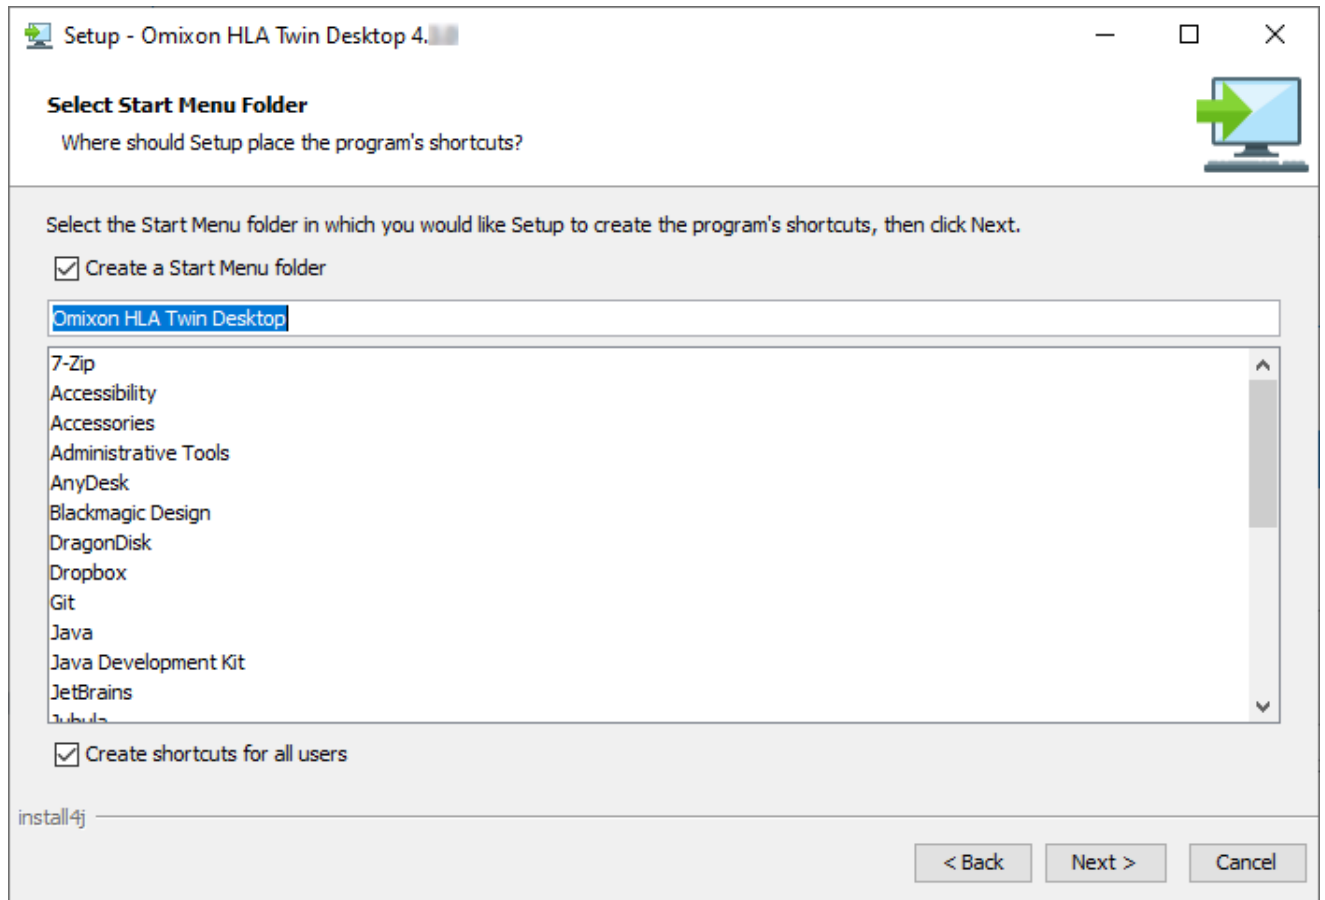 Setup - Omixon HLA Twin Desktop 4.
Select Start Menu Folder
Where should Setup place the program's shortcuts?
Select the Start Menu folder in which you would like Setup to create the program's shortcuts, then click Next.
Create a Start Menu folder
Omixon HLA Twin Desktop
7-Zip
Accessibility
Accessories
Administrative Tools
AnyDesk
Blackmagic Design
DragonDisk
Dropbox
Git
Java
Java Development Kit
JetBrains
Create shortcuts for all users
install4j
< Back
Next >
Cancel